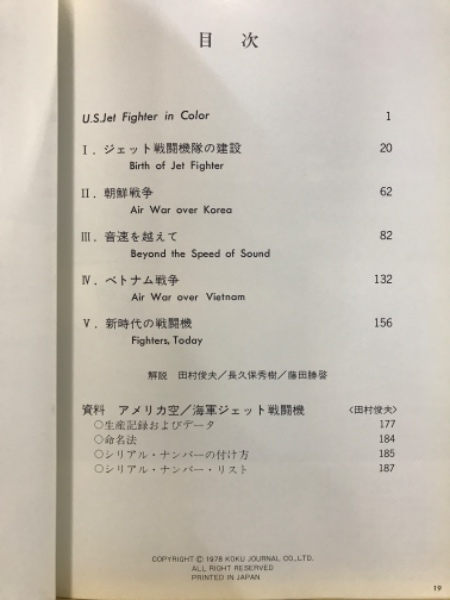 目 次
U.S.Jet Fighter in Color 1
I. ジェット戦闘機隊の建設 20
Birth of Jet Fighter
II. 朝鮮戦争 62
Air War over Korea
III. 音速を越えて 82
Beyond the Speed of Sound
IV. ベトナム戦争 132
Air War over Vietnam
V. 新時代の戦闘機 156
Fighters, Today
解説 田村俊夫／長久保秀樹／藤田勝啓
資料 アメリカ空／海軍ジェット戦闘機 〈田村俊夫〉
○生産記録およびデータ 177
○命名法 184
○シリアル・ナンバーの付け方 185
○シリアル・ナンバー・リスト 187
COPYRIGHT © 1978 KOKU JOURNAL CO.,LTD.
ALL RIGHT RESERVED
PRINTED IN JAPAN
19